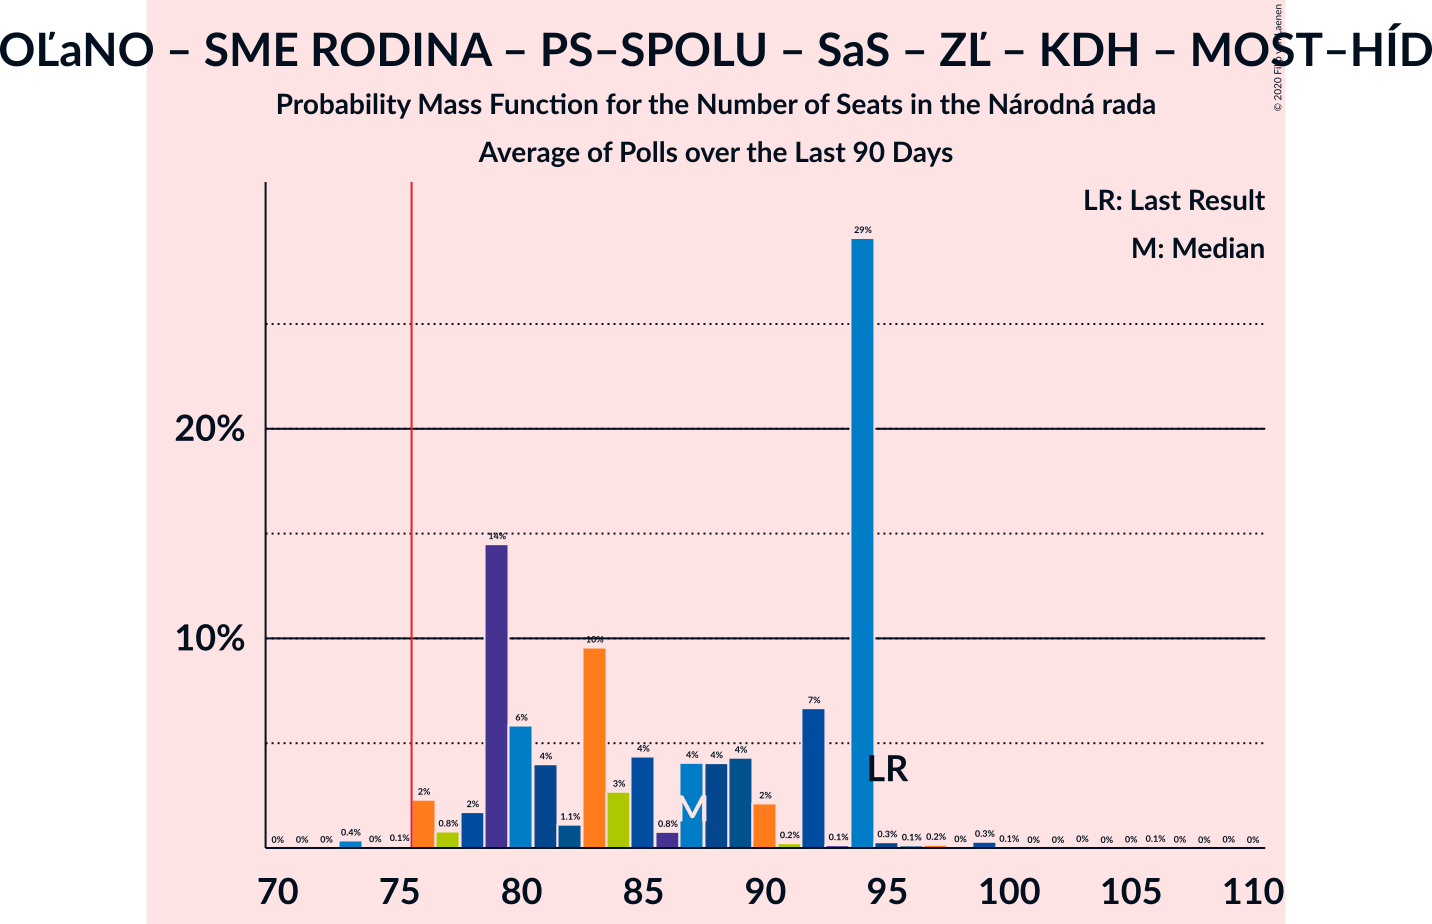 OĽaNO – SME RODINA – PS–SPOLU – SaS – ZĽ – KDH – MOST–HÍD
Probability Mass Function for the Number of Seats in the Národná rada
Average of Polls over the Last 90 Days
© 2020 Filip
LR: Last Result
M: Median
29%
20%
14%
10%
10%
7%
6%
4%
4%
4%
4%
4%
LR
3%
2%
2%
2%
M
1.1%
0.8%
0.8%
0% 0% 0% 0.4% 0% 0.1% 0.2% 0.1% 0.3% 0.1% 0.2% 0% 0.3% 0.1% 0% 0% 0% 0% 0% 0.1% 0% 0% 0% 0%
70 75 80 85 90 95 100 105 110